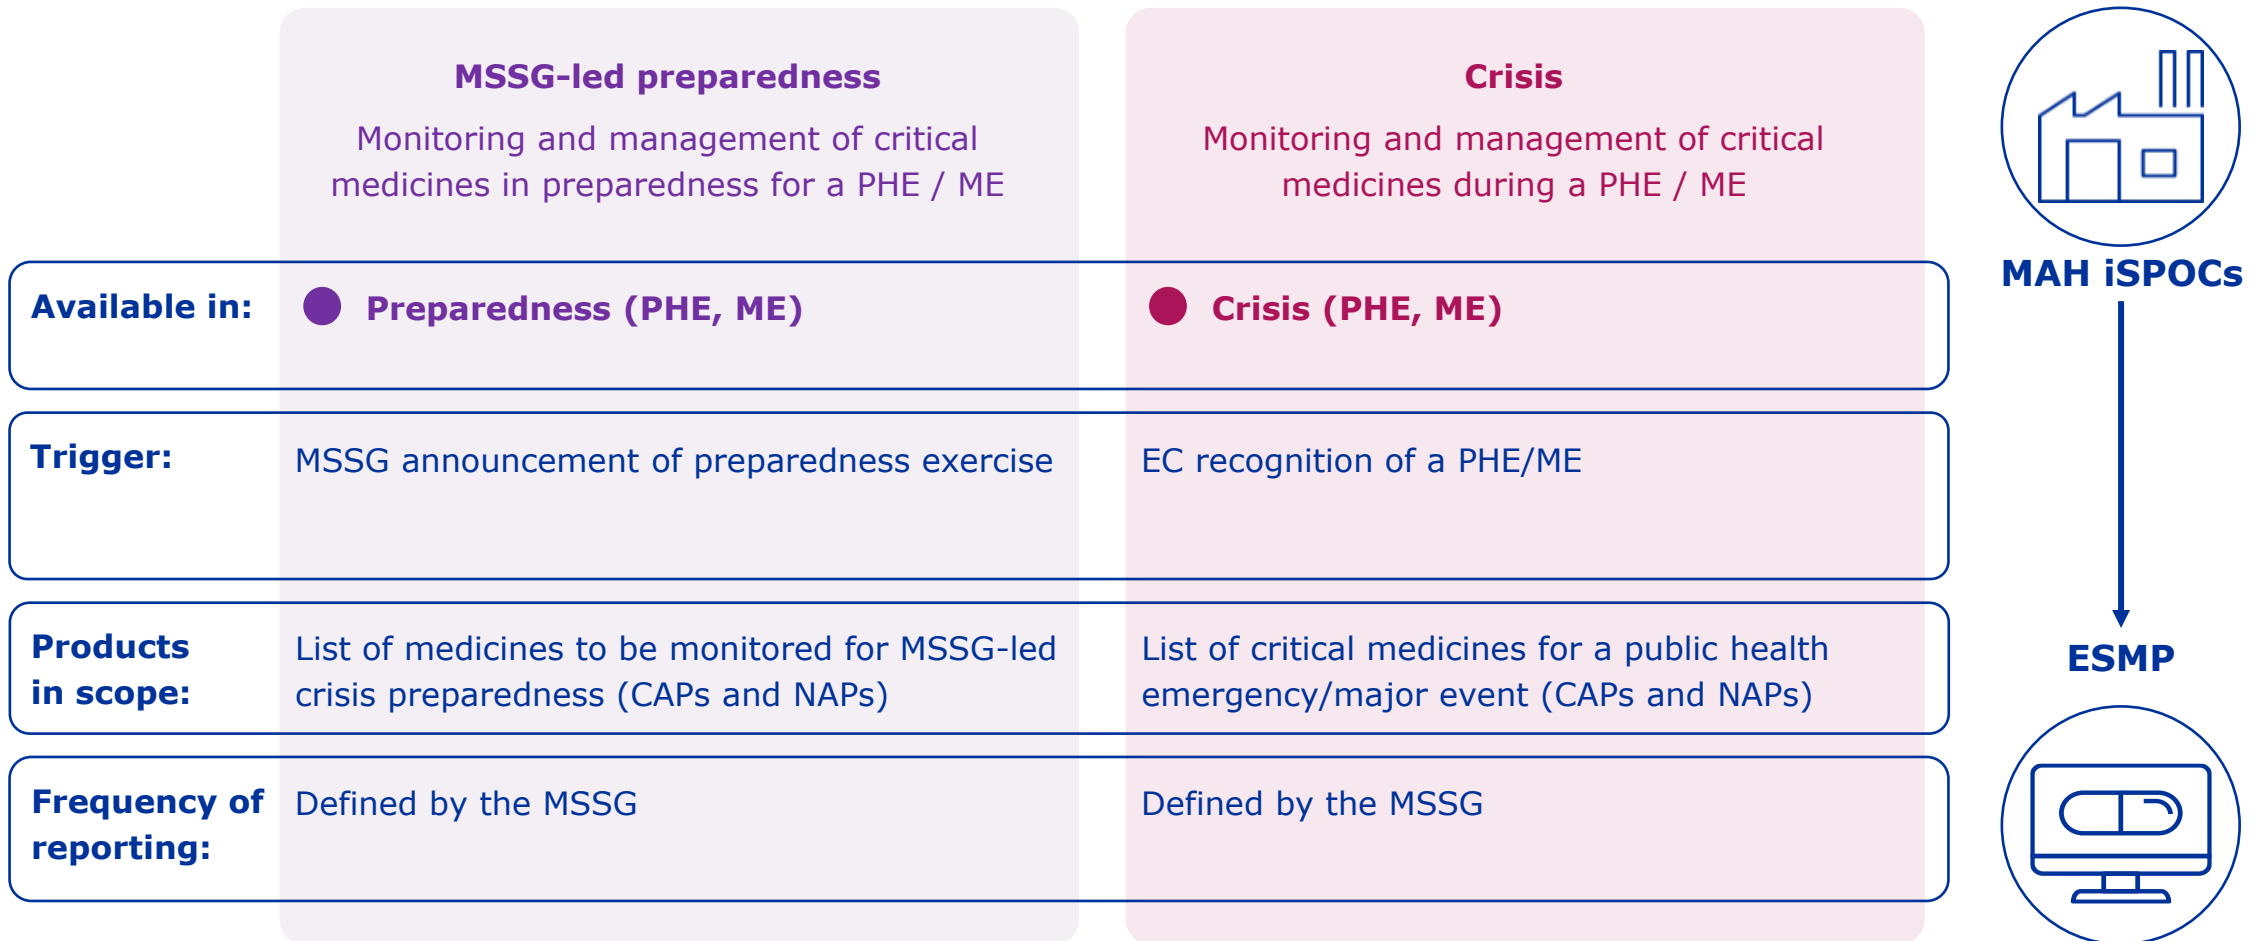 MSSG-led preparedness
Monitoring and management of critical
medicines in preparedness for a PHE / ME
Crisis
Monitoring and management of critical
medicines during a PHE / ME
MAH iSPOCs
Available in:
Preparedness (PHE, ME)
Crisis (PHE, ME)
Trigger:
MSSG announcement of preparedness exercise
EC recognition of a PHE/ME
Products
in scope:
List of medicines to be monitored for MSSG-led
crisis preparedness (CAPs and NAPs)
List of critical medicines for a public health
emergency/major event (CAPs and NAPs)
ESMP
Frequency of
reporting:
Defined by the MSSG
Defined by the MSSG